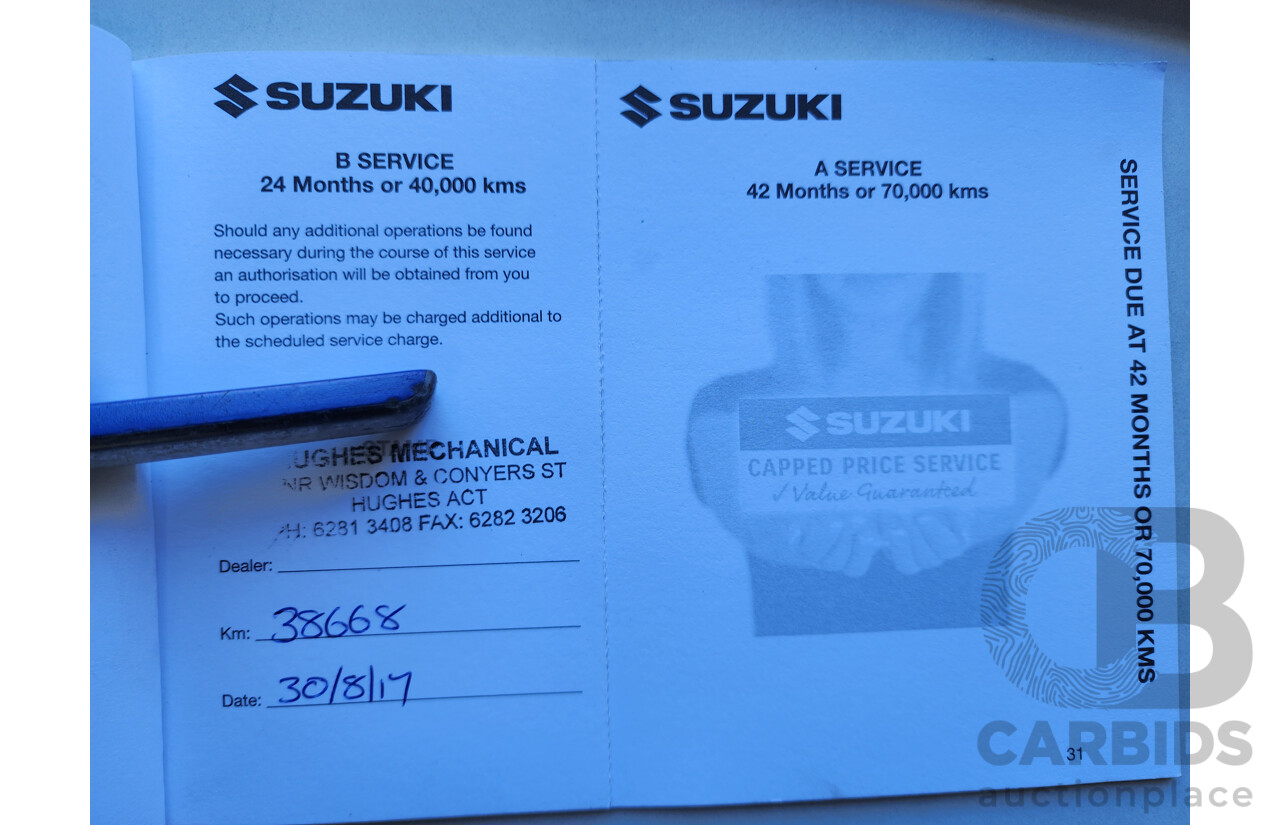 SUZUKI
B SERVICE
24 Months or 40,000 kms
Should any additional operations be found
necessary during the course of this service
an authorisation will be obtained from you
to proceed.
Such operations may be charged additional to
the scheduled service charge.
UGHES MECHANICAL
NR WISDOM & CONYERS ST
HUGHES ACT
PH: 6281 3408 FAX: 6282 3206
Dealer:
Km: 38668
Date: 30/8/17
SUZUKI
A SERVICE
42 Months or 70,000 kms
SUZUKI
CAPPED PRICE SERVICE
✓ Value Guaranteed
SERVICE DUE AT 42 MONTHS OR 70,000 KMS
31
CB
CARBIDS
auctionplace